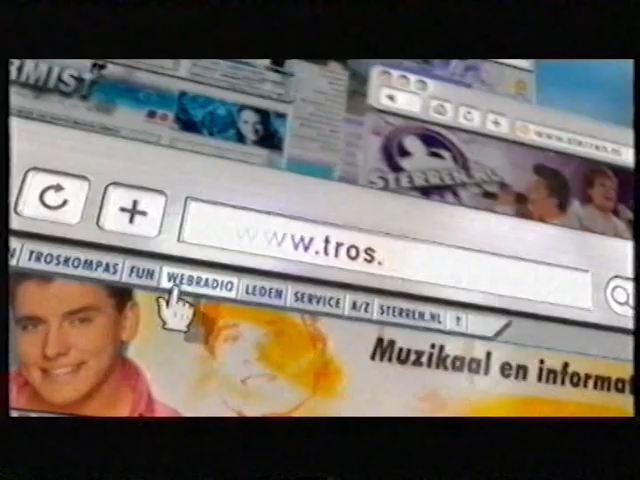 RMIST
www.sterren.nl
STERREN.NL
www.tros.
N TROSKOMPAS FUN WEBRADIO LEDEN SERVICE A/Z STERREN.NL ?
Muzikaal en informat